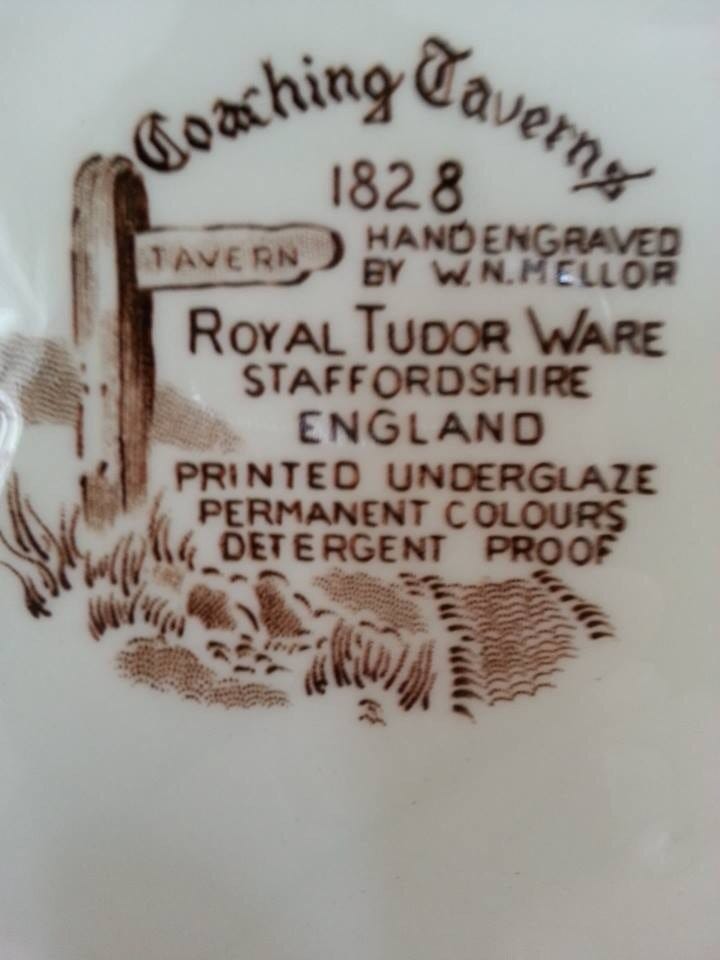 Coaching Taverns
1828
TAVERN
HAND ENGRAVED
BY W.N.MELLOR
ROYAL TUDOR WARE
STAFFORDSHIRE
ENGLAND
PRINTED UNDERGLAZE
PERMANENT COLOURS
DETERGENT PROOF